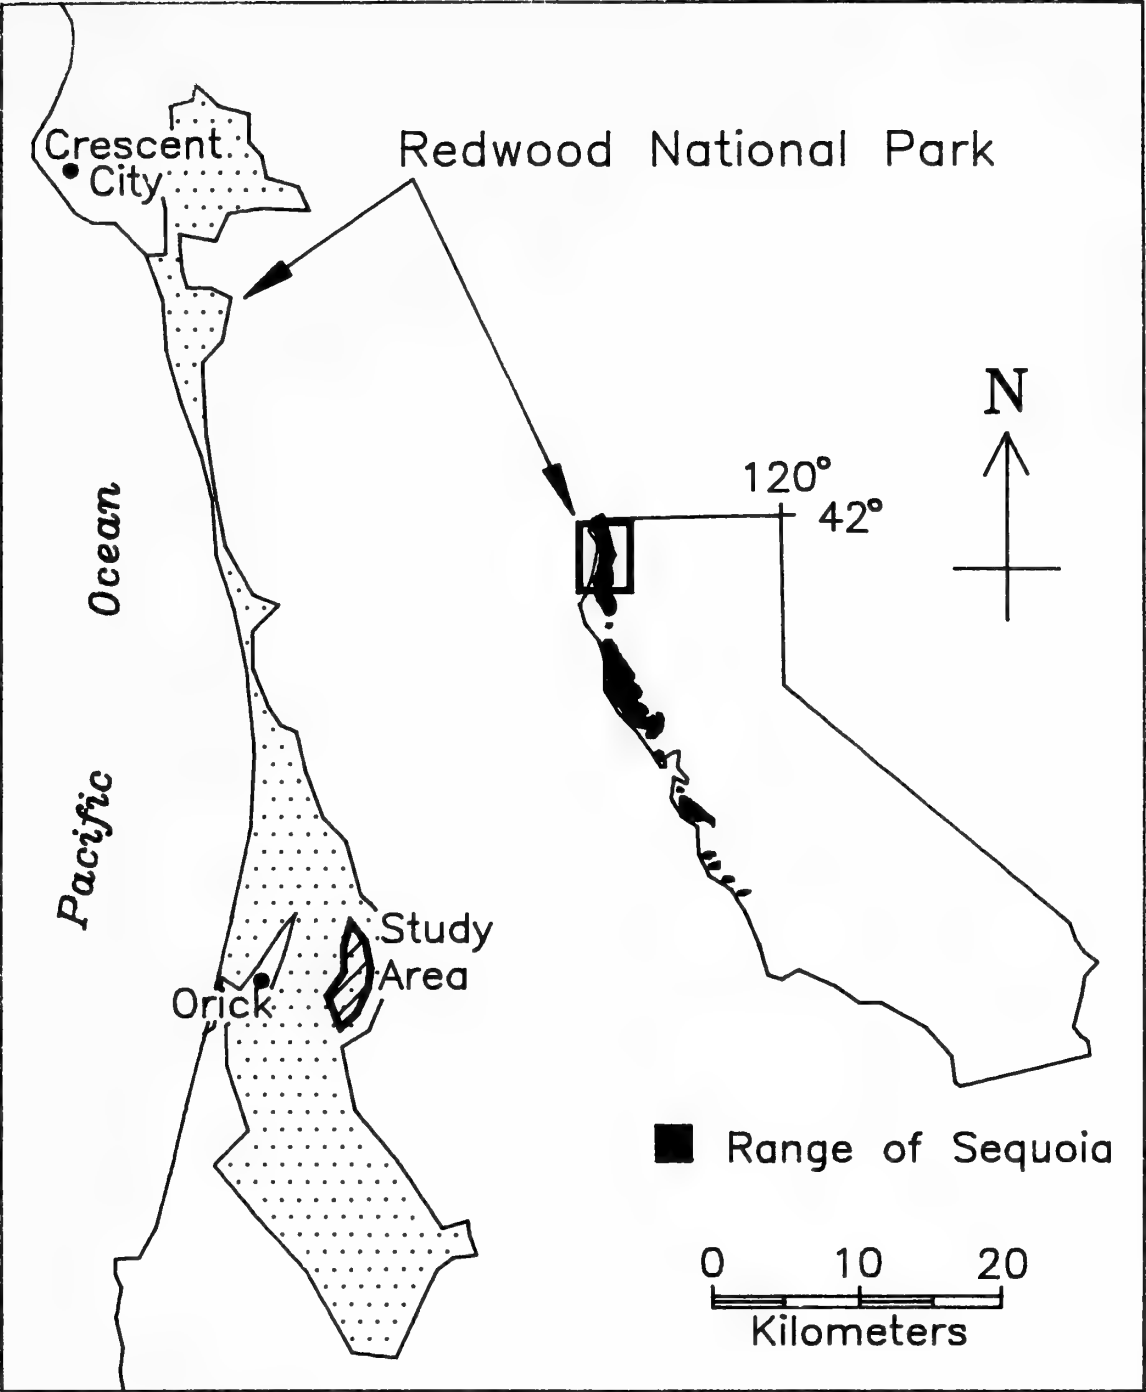 Crescent
City
Redwood National Park
N
120°
42°
Ocean
Pacific
Study
Area
Orick
Range of Sequoia
0 10 20
Kilometers